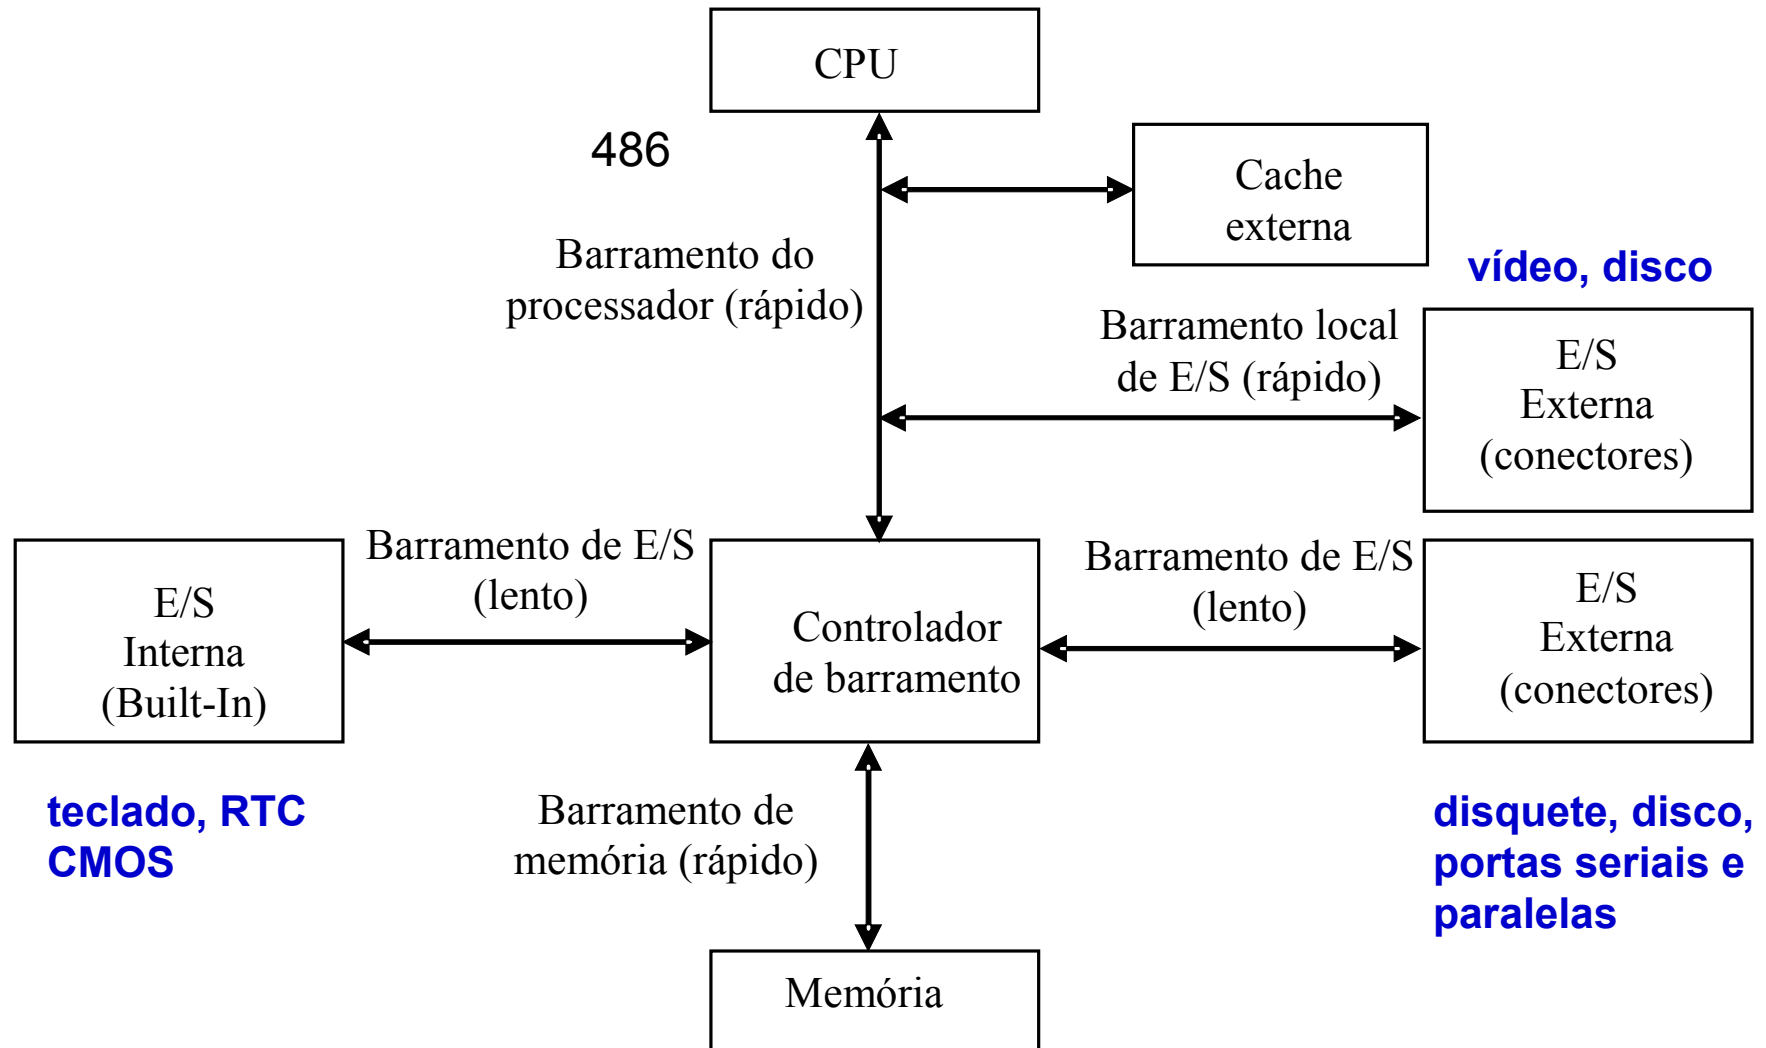 CPU
486
Cache
externa
Barramento do
processador (rápido)
vídeo, disco
Barramento local
de E/S (rápido)
E/S
Externa
(conectores)
Barramento de E/S
(lento)
E/S
Interna
(Built-In)
Controlador
de barramento
Barramento de E/S
(lento)
E/S
Externa
(conectores)
teclado, RTC
CMOS
Barramento de
memória (rápido)
disquete, disco,
portas seriais e
paralelas
Memória